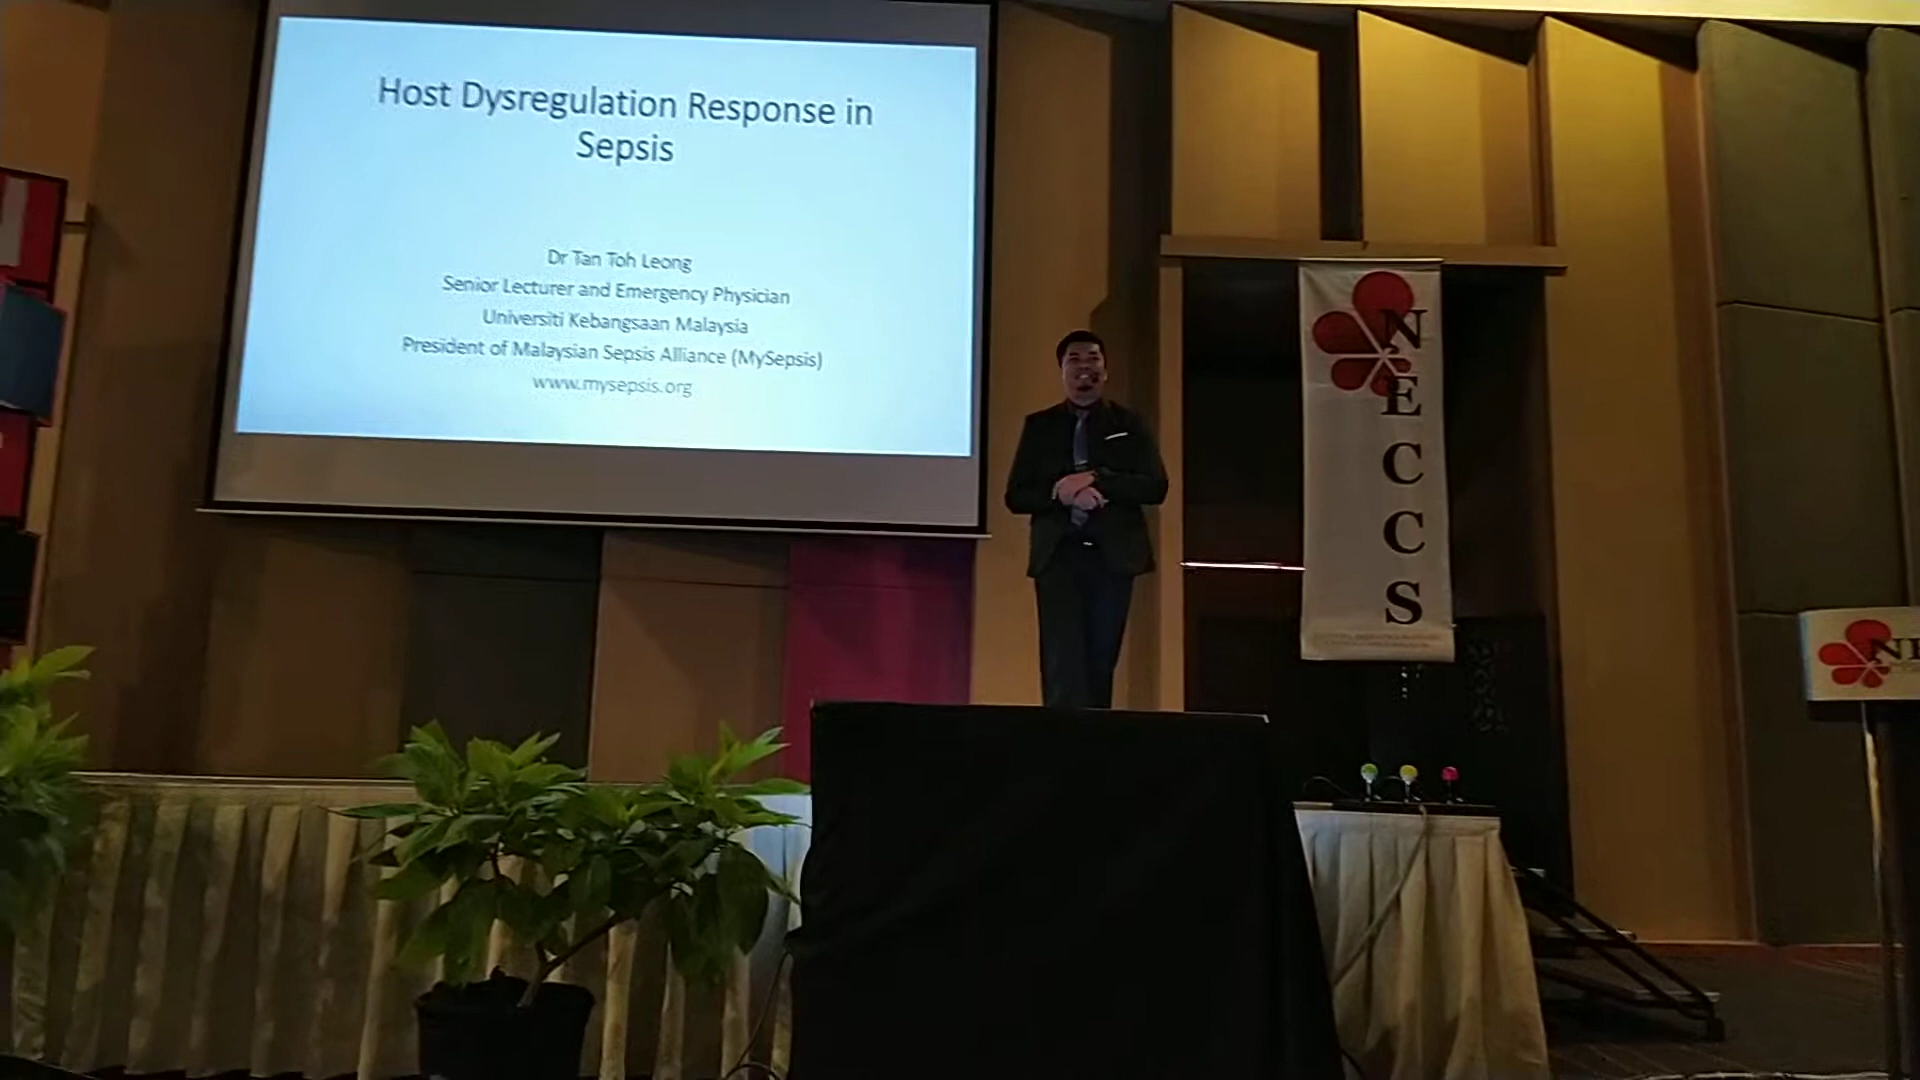 Host Dysregulation Response in
Sepsis
Dr Tan Toh Leong
Senior Lecturer and Emergency Physician
Universiti Kebangsaan Malaysia
President of Malaysian Sepsis Alliance (MySepsis)
www.mysepsis.org
N
E
C
C
S